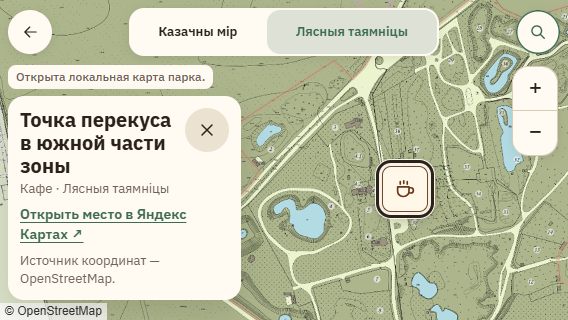 Казачны мір
Лясныя таямніцы
Открыта локальная карта парка.
Точка перекуса
в южной части
зоны
Кафе · Лясныя таямніцы
Открыть место в Яндекс
Картах ↗
Источник координат —
OpenStreetMap.
© OpenStreetMap
+
−